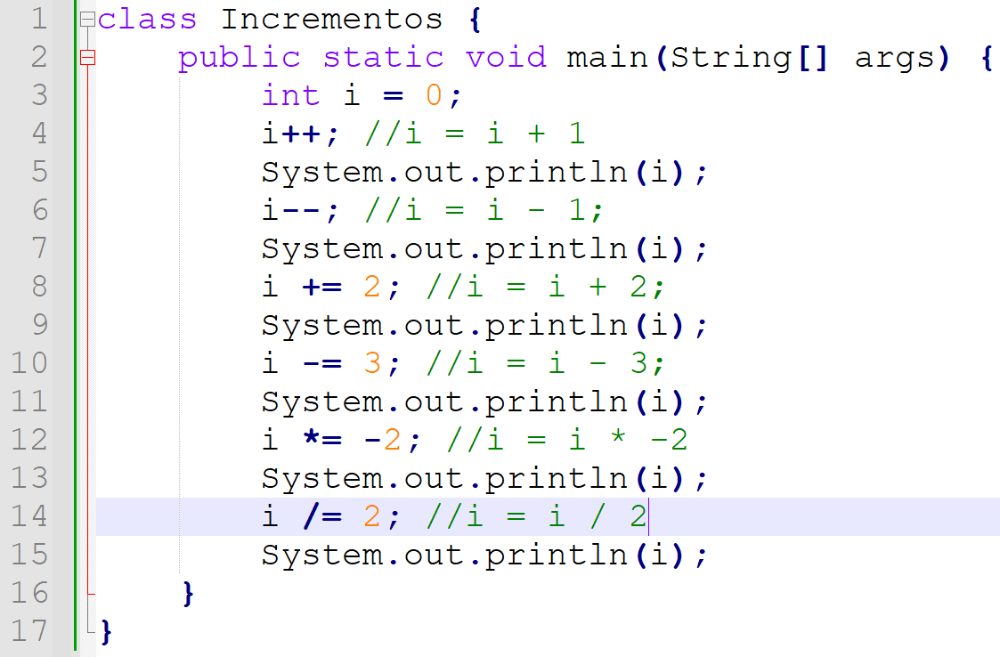 1 class Incrementos {
2 public static void main(String[] args) {
3 int i = 0;
4 i++; //i = i + 1
5 System.out.println(i);
6 i--; //i = i - 1;
7 System.out.println(i);
8 i += 2; //i = i + 2;
9 System.out.println(i);
10 i -= 3; //i = i - 3;
11 System.out.println(i);
12 i *= -2; //i = i * -2
13 System.out.println(i);
14 i /= 2; //i = i / 2
15 System.out.println(i);
16 }
17 }